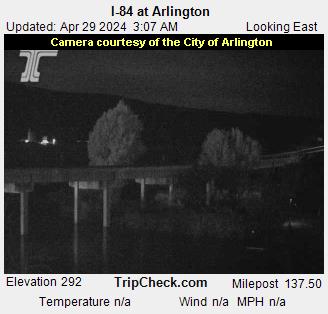 I-84 at Arlington
Updated: Apr 29 2024 3:07 AM Looking East
Camera courtesy of the City of Arlington
Elevation 292 TripCheck.com Milepost 137.50
Temperature n/a Wind n/a MPH n/a